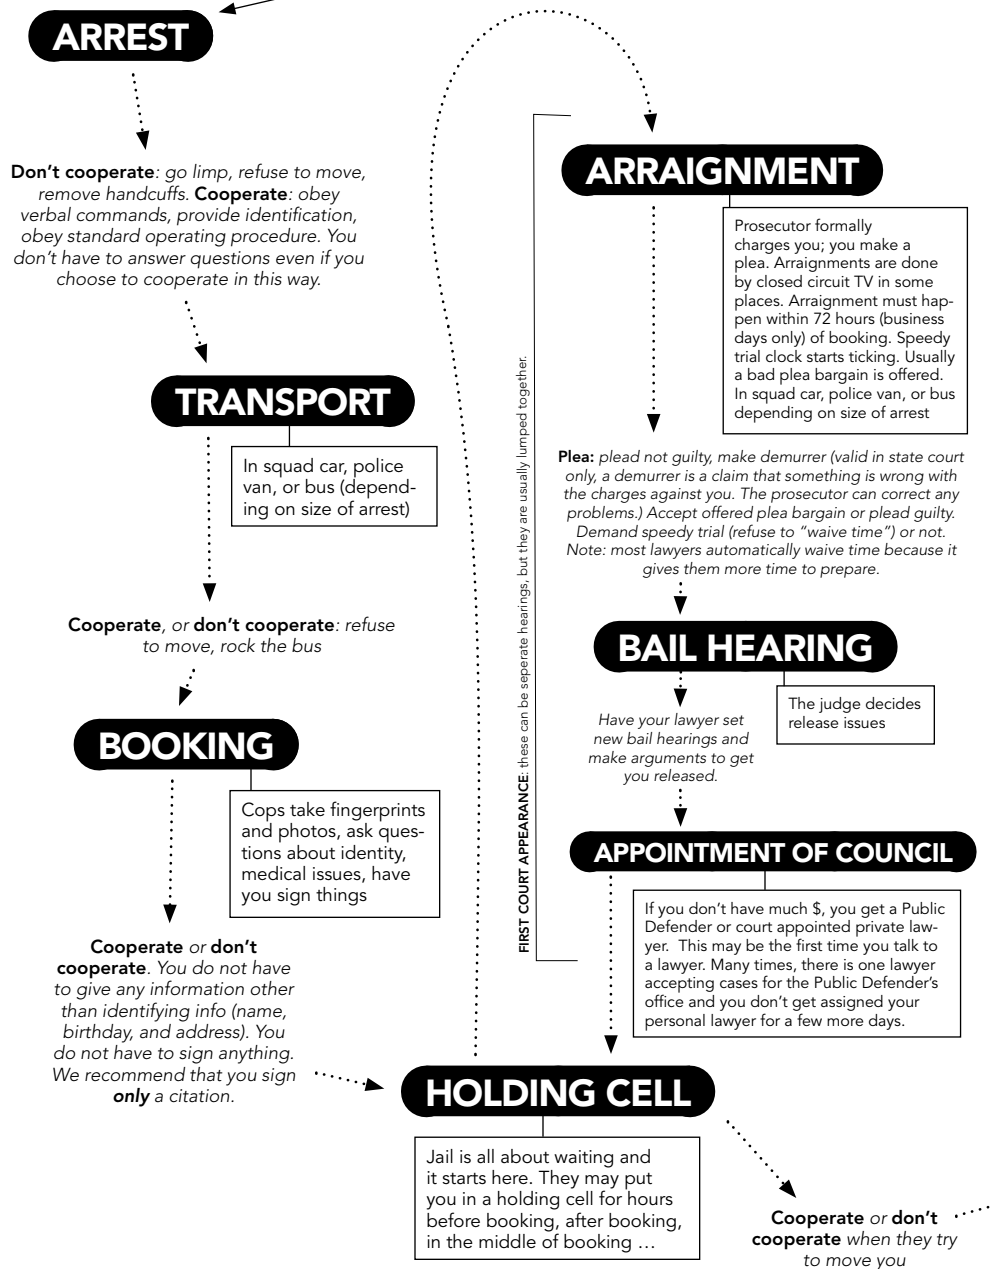 ARREST
Don't cooperate: go limp, refuse to move,
remove handcuffs. Cooperate: obey
verbal commands, provide identification,
obey standard operating procedure. You
don't have to answer questions even if you
choose to cooperate in this way.
TRANSPORT
In squad car, police
van, or bus (depend-
ing on size of arrest)
Cooperate, or don't cooperate: refuse
to move, rock the bus
BOOKING
Cops take fingerprints
and photos, ask ques-
tions about identity,
medical issues, have
you sign things
Cooperate or don't
cooperate. You do not have
to give any information other
than identifying info (name,
birthday, and address). You
do not have to sign anything.
We recommend that you sign
only a citation.
HOLDING CELL
Jail is all about waiting and
it starts here. They may put
you in a holding cell for hours
before booking, after booking,
in the middle of booking …
Cooperate or don't
cooperate when they try
to move you
FIRST COURT APPEARANCE: these can be seperate hearings, but they are usually lumped together.
ARRAIGNMENT
Prosecutor formally
charges you; you make a
plea. Arraignments are done
by closed circuit TV in some
places. Arraignment must hap-
pen within 72 hours (business
days only) of booking. Speedy
trial clock starts ticking. Usually
a bad plea bargain is offered.
In squad car, police van, or bus
depending on size of arrest
Plea: plead not guilty, make demurrer (valid in state court
only, a demurrer is a claim that something is wrong with
the charges against you. The prosecutor can correct any
problems.) Accept offered plea bargain or plead guilty.
Demand speedy trial (refuse to "waive time") or not.
Note: most lawyers automatically waive time because it
gives them more time to prepare.
BAIL HEARING
The judge decides
release issues
Have your lawyer set
new bail hearings and
make arguments to get
you released.
APPOINTMENT OF COUNCIL
If you don't have much $, you get a Public
Defender or court appointed private law-
yer.  This may be the first time you talk to
a lawyer. Many times, there is one lawyer
accepting cases for the Public Defender's
office and you don't get assigned your
personal lawyer for a few more days.